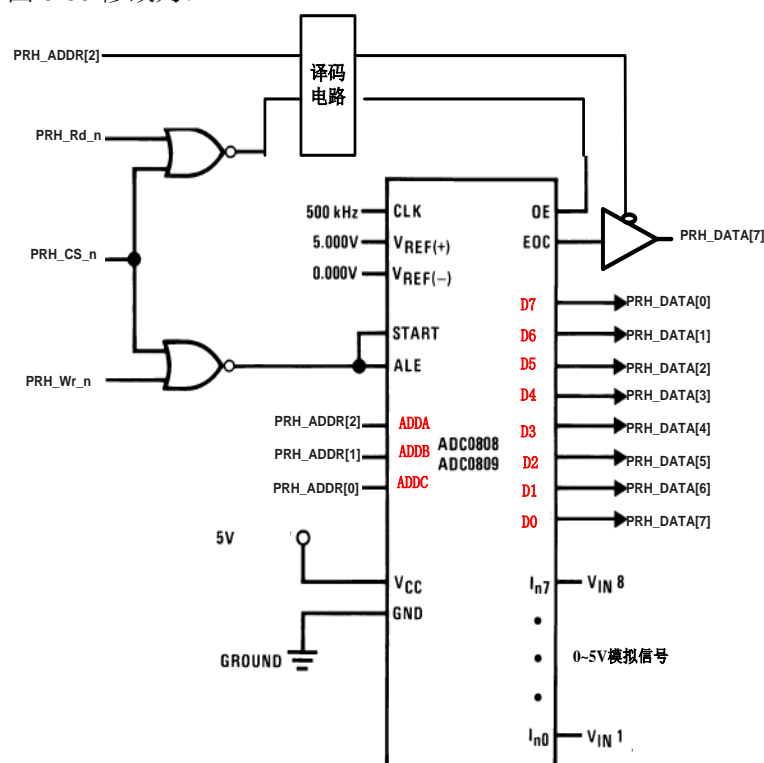 PRH_ADDR[2]
译码
电路
PRH_Rd_n
PRH_CS_n
PRH_Wr_n
500 kHz
CLK
OE
5.000V
VREF(+)
EOC
PRH_DATA[7]
0.000V
VREF(−)
D7
PRH_DATA[0]
START
D6
PRH_DATA[1]
ALE
D5
PRH_DATA[2]
D4
PRH_DATA[3]
PRH_ADDR[2]
ADDA
D3
PRH_DATA[4]
PRH_ADDR[1]
ADDB
ADC0808
ADC0809
D2
PRH_DATA[5]
PRH_ADDR[0]
ADDC
D1
PRH_DATA[6]
D0
PRH_DATA[7]
5V
VCC
In7
VIN 8
GND
GROUND
0~5V模拟信号
In0
VIN 1